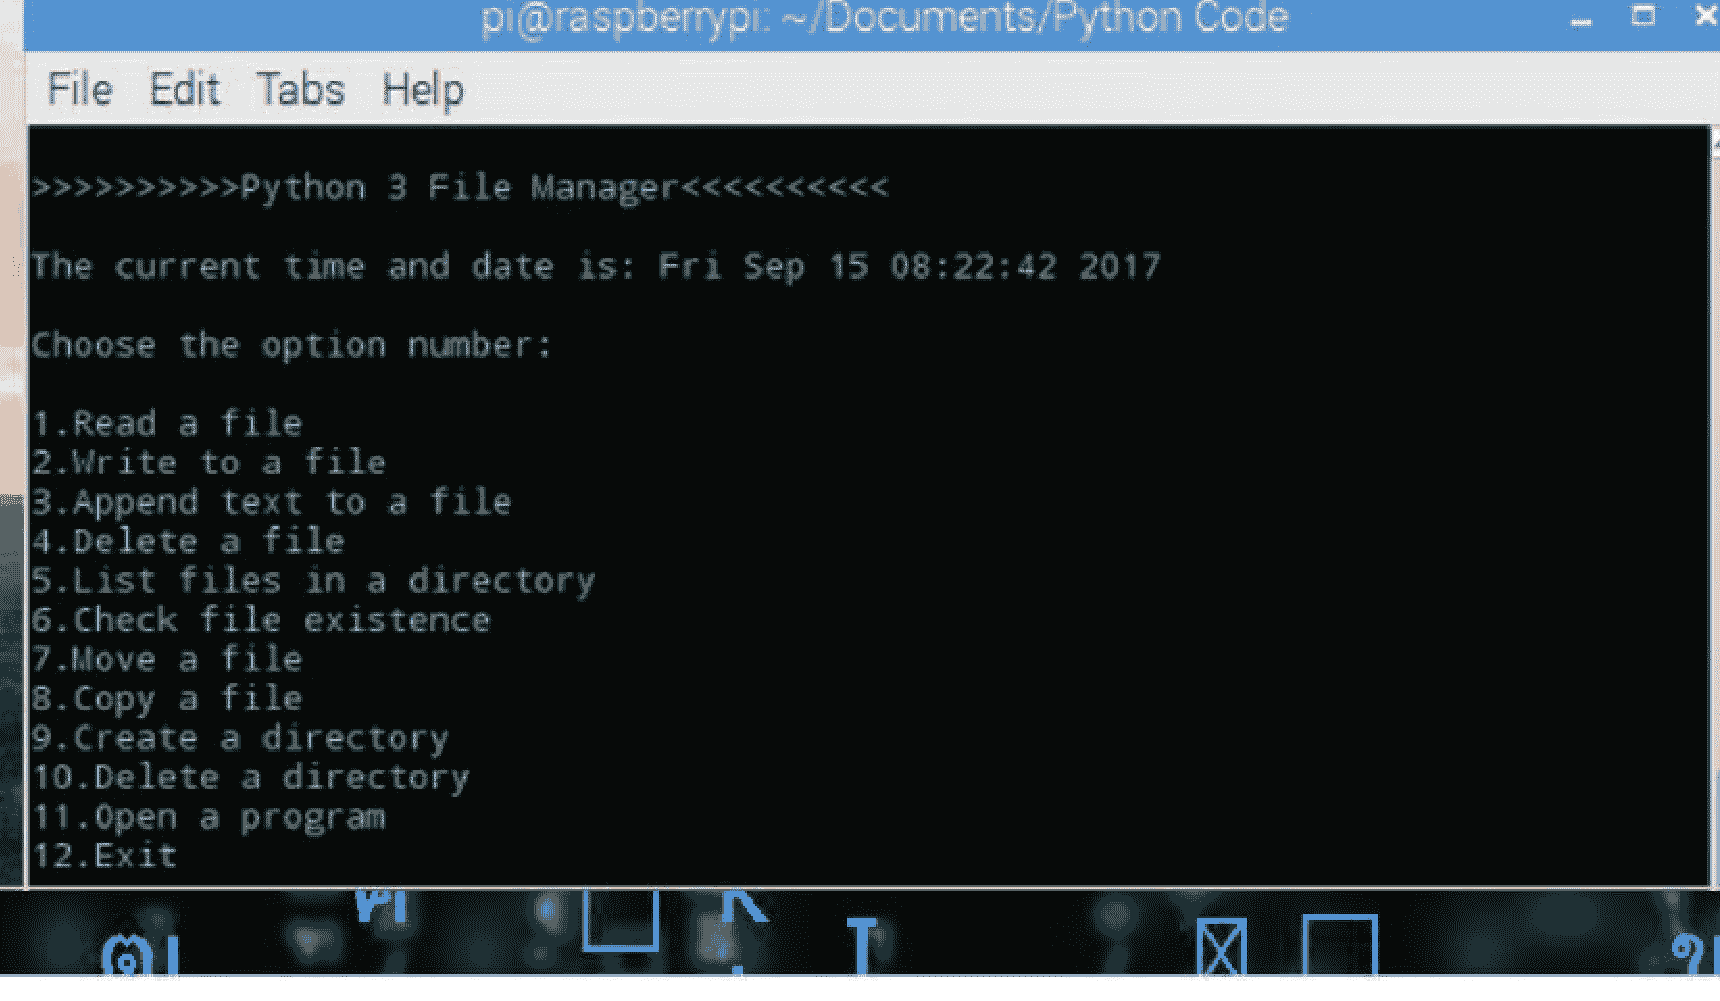 pi@raspberrypi: ~/Documents/Python Code
File Edit Tabs Help
>>>>>>>>>>Python 3 File Manager<<<<<<<<<<
The current time and date is: Fri Sep 15 08:22:42 2017
Choose the option number:
1.Read a file
2.Write to a file
3.Append text to a file
4.Delete a file
5.List files in a directory
6.Check file existence
7.Move a file
8.Copy a file
9.Create a directory
10.Delete a directory
11.Open a program
12.Exit